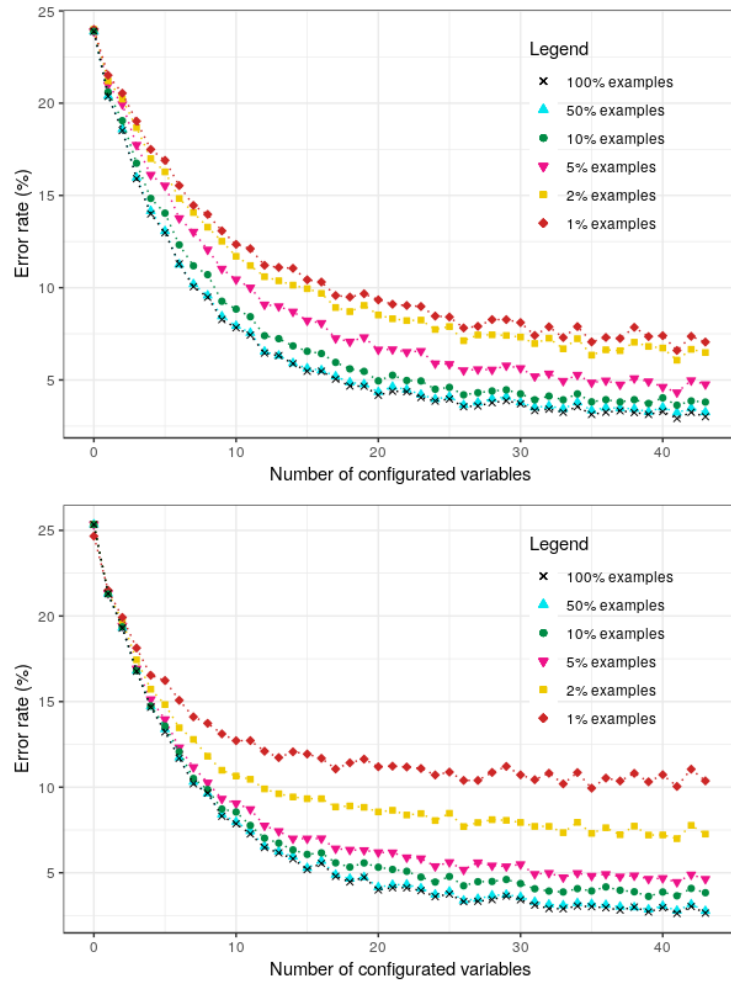 25
20
15
10
5
Error rate (%)
Legend
100% examples
50% examples
10% examples
5% examples
2% examples
1% examples
0
10
20
30
40
Number of configurated variables
25
20
15
10
5
Error rate (%)
Legend
100% examples
50% examples
10% examples
5% examples
2% examples
1% examples
0
10
20
30
40
Number of configurated variables